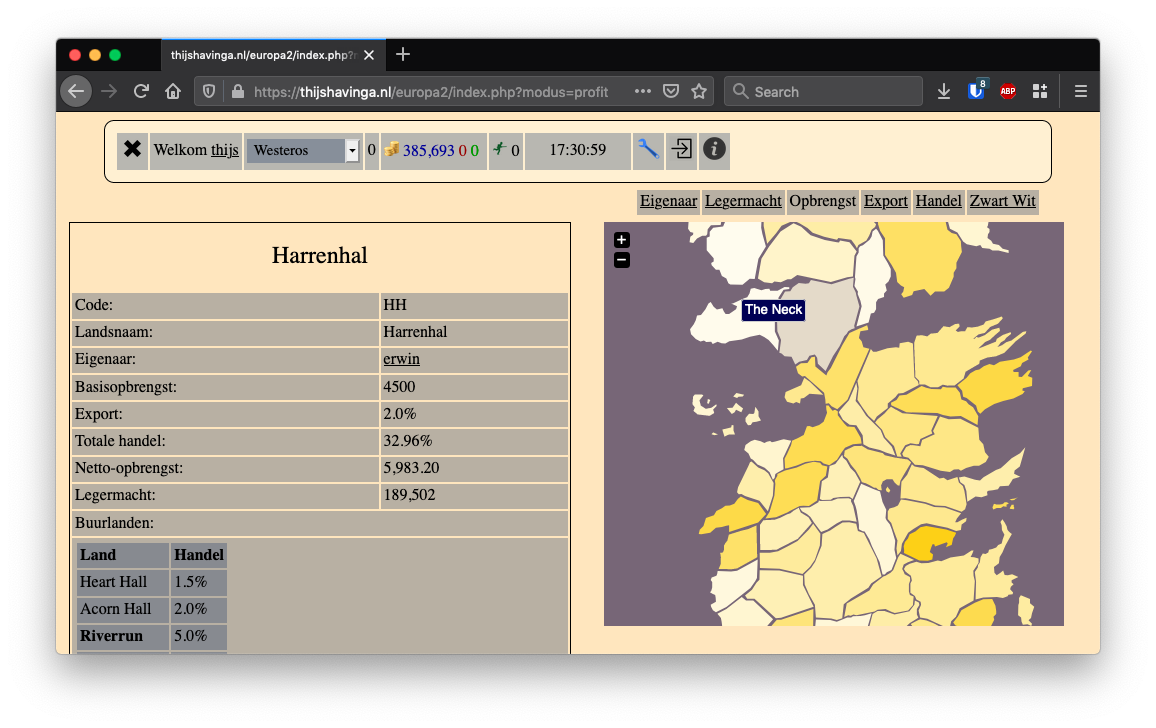 thijshavinga.nl/europa2/index.php?
https://thijshavinga.nl/europa2/index.php?modus=profit
Search
8
ABP
Welkom thijs
Westeros
0
385,693 0 0
0
17:30:59
Eigenaar Legermacht Opbrengst Export Handel Zwart Wit
Harrenhal
Code: HH
Landsnaam: Harrenhal
Eigenaar: erwin
Basisopbrengst: 4500
Export: 2.0%
Totale handel: 32.96%
Netto-opbrengst: 5,983.20
Legermacht: 189,502
Buurlanden:
Land Handel
Heart Hall 1.5%
Acorn Hall 2.0%
Riverrun 5.0%
+
−
The Neck